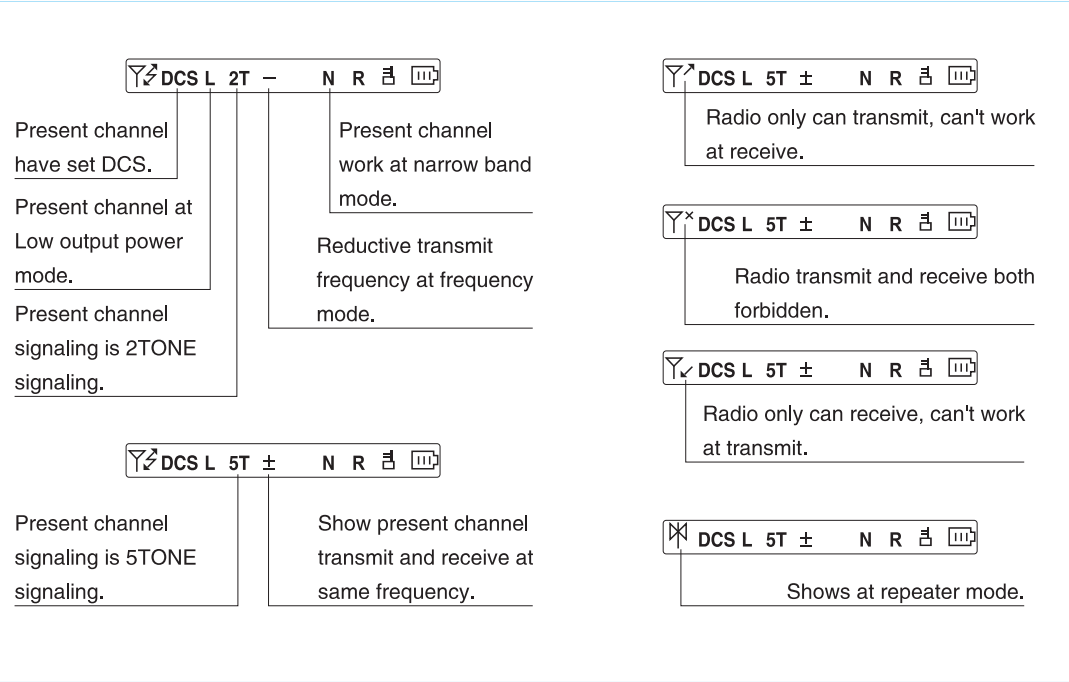 DCS L 2T − N R
Present channel
have set DCS.
Present channel at
Low output power
mode.
Present channel
signaling is 2TONE
signaling.
Present channel
work at narrow band
mode.
Reductive transmit
frequency at frequency
mode.
DCS L 5T ± N R
Present channel
signaling is 5TONE
signaling.
Show present channel
transmit and receive at
same frequency.
DCS L 5T ± N R
Radio only can transmit, can't work
at receive.
DCS L 5T ± N R
Radio transmit and receive both
forbidden.
DCS L 5T ± N R
Radio only can receive, can't work
at transmit.
DCS L 5T ± N R
Shows at repeater mode.